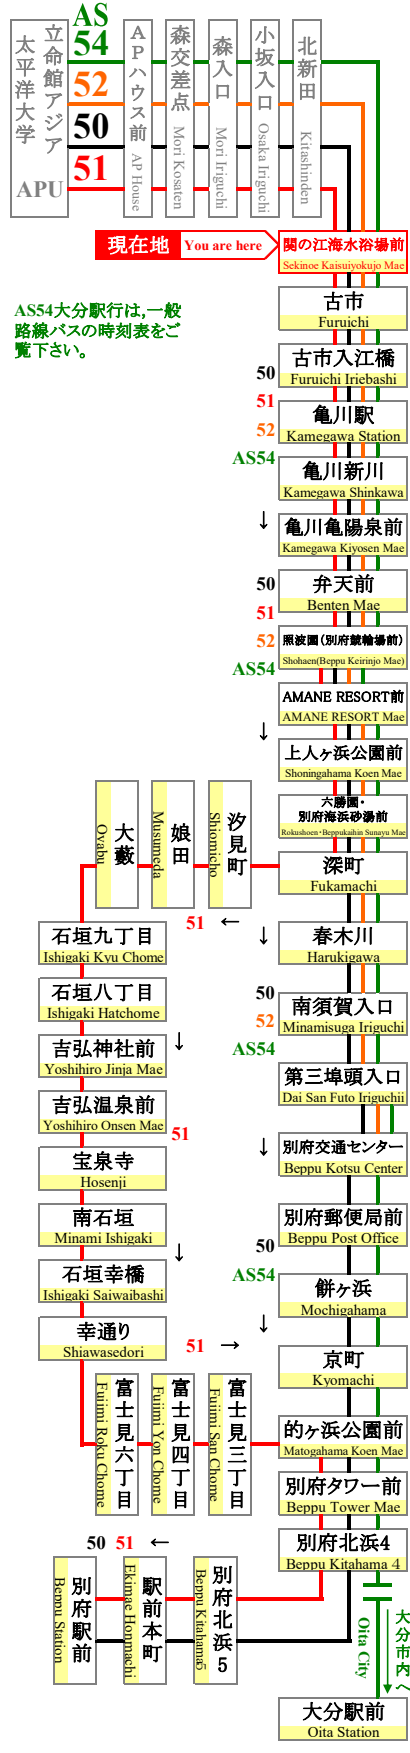 AS
54
52
50
51
立命館アジア
太平洋大学
APU
APハウス前
AP House
森交差点
Mori Kosaten
森入口
Mori Iriguchi
小坂入口
Osaka Iriguchi
北新田
Kitashinden
現在地
You are here
関の江海水浴場前
Sekinoe Kaisuiyokujo Mae
AS54大分駅行は,一般
路線バスの時刻表をご
覧下さい。
古市
Furuichi
古市入江橋
Furuichi Iriebashi
50
51
52
AS54
亀川駅
Kamegawa Station
亀川新川
Kamegawa Shinkawa
↓
亀川亀陽泉前
Kamegawa Kiyosen Mae
弁天前
Benten Mae
50
51
52
AS54
照波園(別府競輪場前)
Shohaen(Beppu Keirinjo Mae)
AMANE RESORT前
AMANE RESORT Mae
↓
上人ヶ浜公園前
Shoningahama Koen Mae
六勝園・
別府海浜砂湯前
Rokushoen・Beppukaihin Sunayu Mae
深町
Fukamachi
汐見町
Shiomicho
娘田
Musumeda
大藪
Oyabu
51 ←
↓
春木川
Harukigawa
石垣九丁目
Ishigaki Kyu Chome
石垣八丁目
Ishigaki Hatchome
吉弘神社前
Yoshihiro Jinja Mae
↓
吉弘温泉前
Yoshihiro Onsen Mae
51
宝泉寺
Hosenji
南石垣
Minami Ishigaki
↓
石垣幸橋
Ishigaki Saiwaibashi
幸通り
Shiawasedori
51 →
富士見六丁目
Fujimi Roku Chome
富士見四丁目
Fujimi Yon Chome
富士見三丁目
Fujimi San Chome
50
52
AS54
南須賀入口
Minamisuga Iriguchi
第三埠頭入口
Dai San Futo Iriguchii
↓
別府交通センター
Beppu Kotsu Center
別府郵便局前
Beppu Post Office
50
AS54
餅ヶ浜
Mochigahama
↓
京町
Kyomachi
的ヶ浜公園前
Matogahama Koen Mae
別府タワー前
Beppu Tower Mae
別府北浜4
Beppu Kitahama 4
50 51 ←
別府北浜5
Beppu Kitahama5
駅前本町
Ekimae Honmachi
別府駅前
Beppu Station
大分市内へ
Oita City
大分駅前
Oita Station